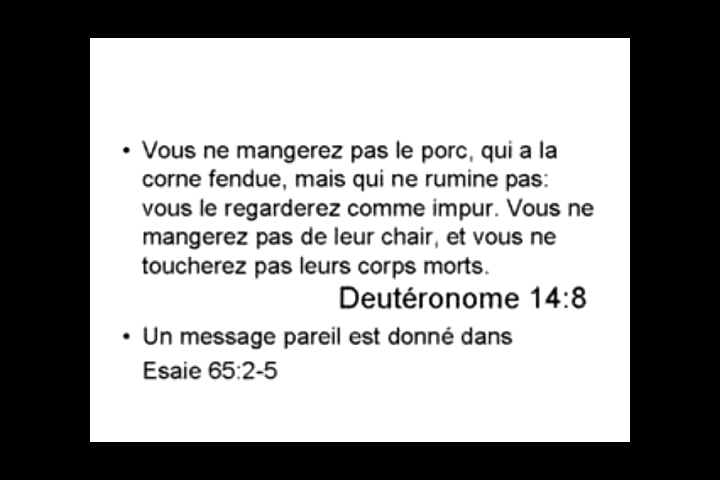 • Vous ne mangerez pas le porc, qui a la
corne fendue, mais qui ne rumine pas:
vous le regarderez comme impur. Vous ne
mangerez pas de leur chair, et vous ne
toucherez pas leurs corps morts.
Deutéronome 14:8
• Un message pareil est donné dans
Esaie 65:2-5